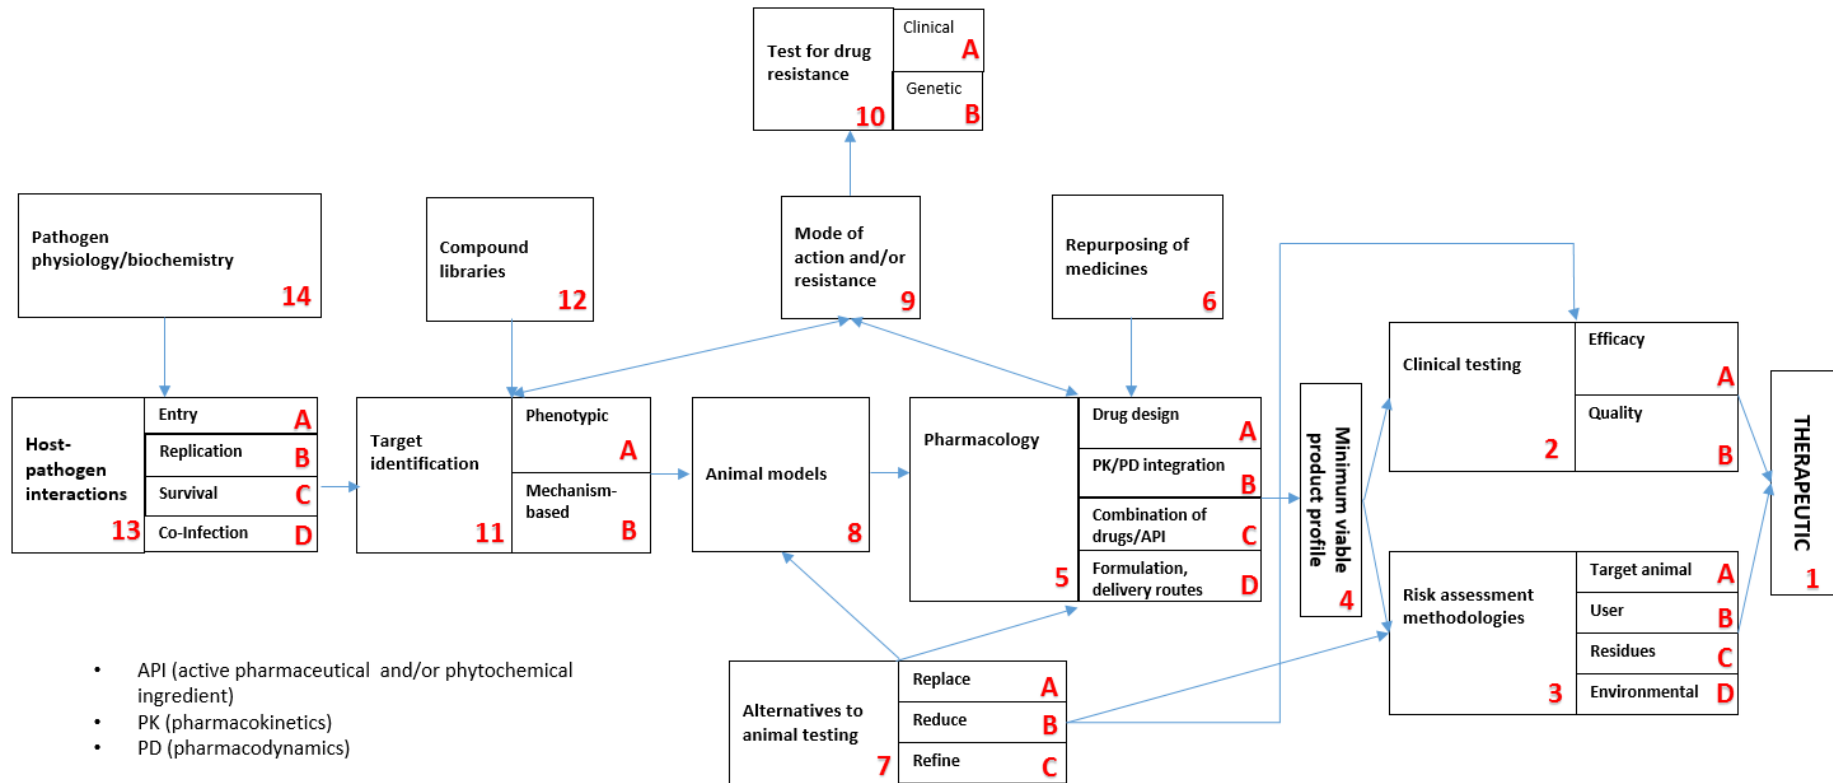 Test for drug
resistance
10
Clinical
A
Genetic
B
Pathogen
physiology/biochemistry
14
Compound
libraries
12
Mode of
action and/or
resistance
9
Repurposing of
medicines
6
Host-
pathogen
interactions
13
Entry
A
Replication
B
Survival
C
Co-Infection
D
Target
identification
11
Phenotypic
A
Mechanism-
based
B
Animal models
8
Pharmacology
5
Drug design
A
PK/PD integration
B
Combination of
drugs/API
C
Formulation,
delivery routes
D
Minimum viable
product profile
4
Clinical testing
2
Efficacy
A
Quality
B
Risk assessment
methodologies
3
Target animal
A
User
B
Residues
C
Environmental
D
THERAPEUTIC
1
Alternatives to
animal testing
7
Replace
A
Reduce
B
Refine
C
• API (active pharmaceutical and/or phytochemical
ingredient)
• PK (pharmacokinetics)
• PD (pharmacodynamics)